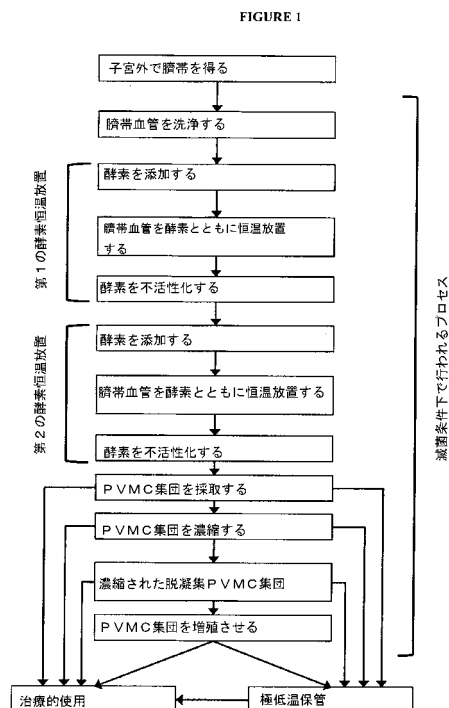 FIGURE 1
子宮外で臍帯を得る
臍帯血管を洗浄する
第１の酵素恒温放置
酵素を添加する
臍帯血管を酵素とともに恒温放置
する
酵素を不活性化する
第２の酵素恒温放置
酵素を添加する
臍帯血管を酵素とともに恒温放置する
酵素を不活性化する
ＰＶＭＣ集団を採取する
ＰＶＭＣ集団を濃縮する
濃縮された脱凝集ＰＶＭＣ集団
ＰＶＭＣ集団を増殖させる
治療的使用
極低温保管
滅菌条件下で行われるプロセス